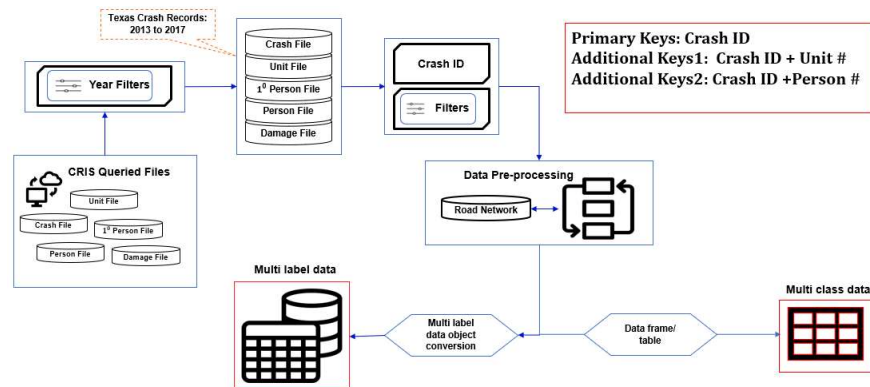 Texas Crash Records:
2013 to 2017
Crash File
Unit File
1⁰ Person File
Person File
Damage File
Year Filters
Crash ID
Filters
Primary Keys: Crash ID
Additional Keys1:  Crash ID + Unit #
Additional Keys2: Crash ID +Person #
CRIS Queried Files
Unit File
Crash File
1⁰ Person File
Person File
Damage File
Data Pre-processing
Road Network
Multi label data
Multi label
data object
conversion
Data frame/
table
Multi class data